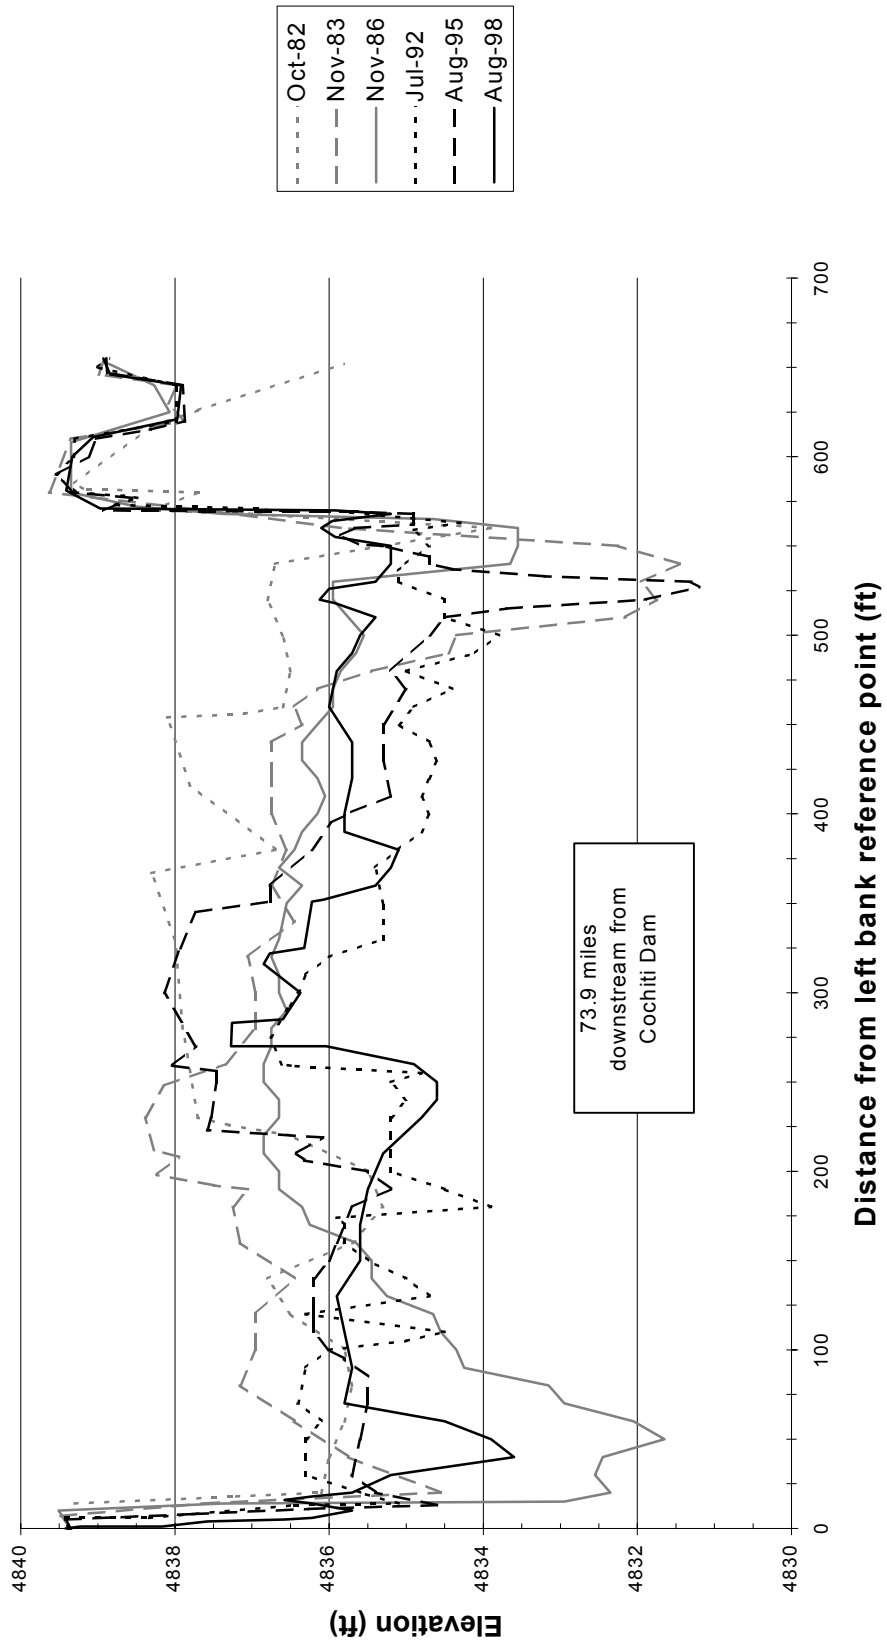 Elevation (ft)
4840
4838
4836
4834
4832
4830
0
100
200
300
400
500
600
700
Distance from left bank reference point (ft)
73.9 miles
downstream from
Cochiti Dam
Oct-82
Nov-83
Nov-86
Jul-92
Aug-95
Aug-98